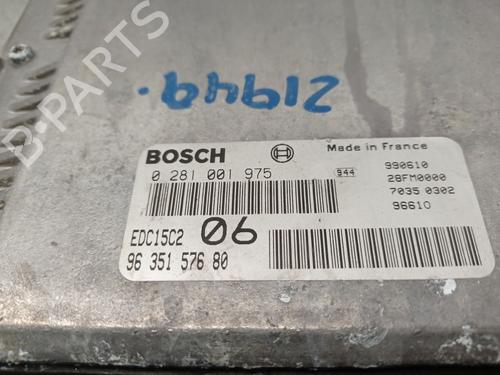 B-PARTS
21949.
BOSCH
Made in France
0 281 001 975
944
990610
28FM0000
7035 0302
96610
EDC15C2
06
96 351 576 80